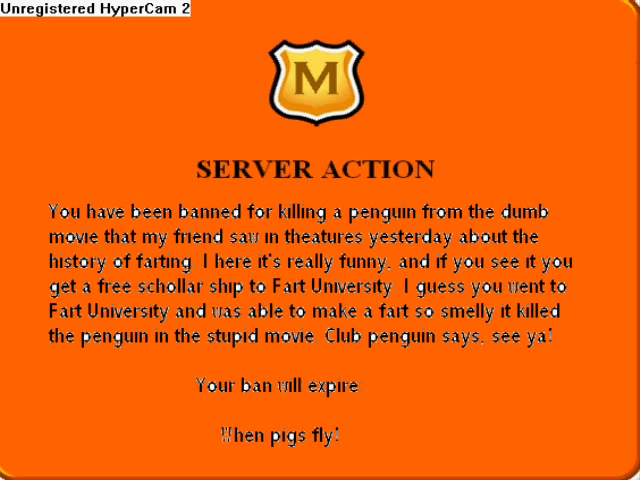 Unregistered HyperCam 2
M
SERVER ACTION
You have been banned for killing a penguin from the dumb
movie that my friend saw in theatures yesterday about the
history of farting. I here it's really funny, and if you see it you
get a free schollar ship to Fart University. I guess you went to
Fart University and was able to make a fart so smelly it killed
the penguin in the stupid movie. Club penguin says, see ya!
Your ban will expire
When pigs fly!